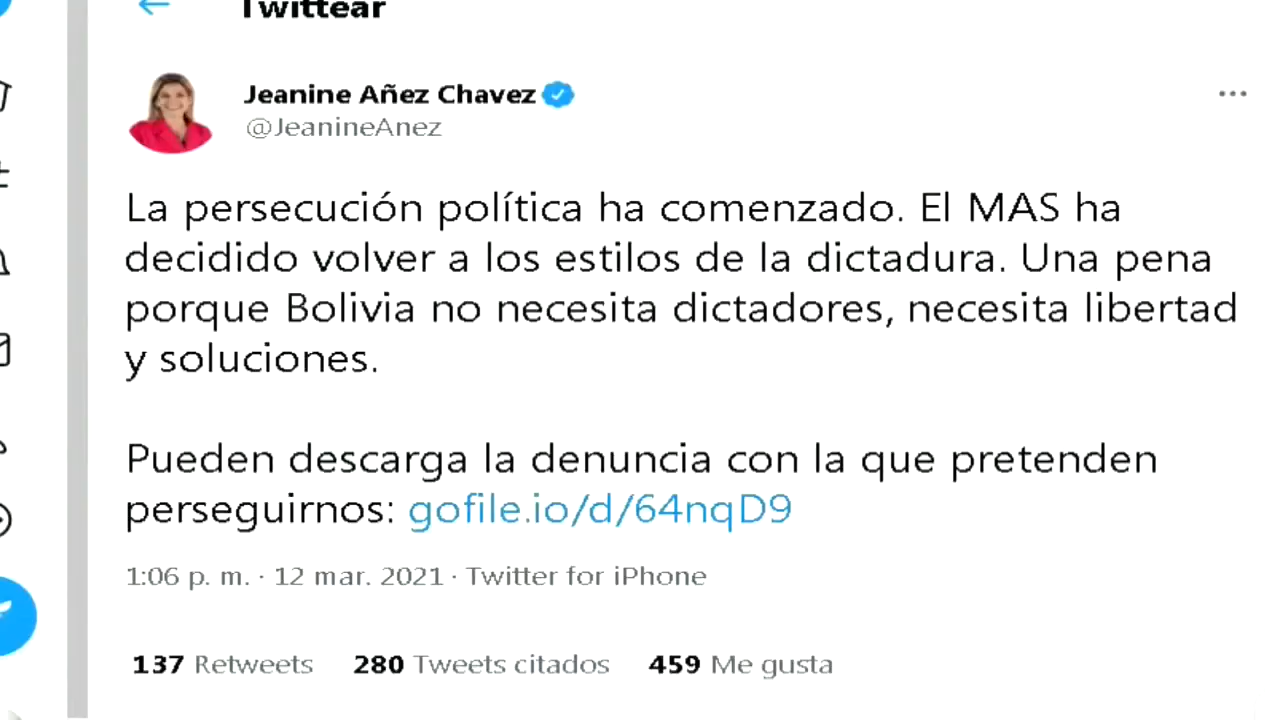 Twittear
Jeanine Añez Chavez
@JeanineAnez
La persecución política ha comenzado. El MAS ha
decidido volver a los estilos de la dictadura. Una pena
porque Bolivia no necesita dictadores, necesita libertad
y soluciones.
Pueden descarga la denuncia con la que pretenden
perseguirnos: gofile.io/d/64nqD9
1:06 p. m. · 12 mar. 2021 · Twitter for iPhone
137 Retweets 280 Tweets citados 459 Me gusta